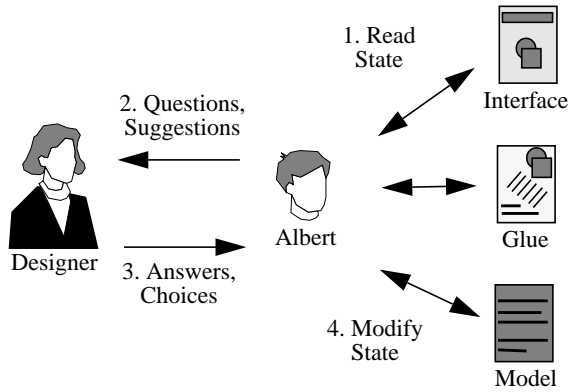 1. Read
State
Interface
2. Questions,
Suggestions
Albert
Glue
Designer
3. Answers,
Choices
4. Modify
State
Model